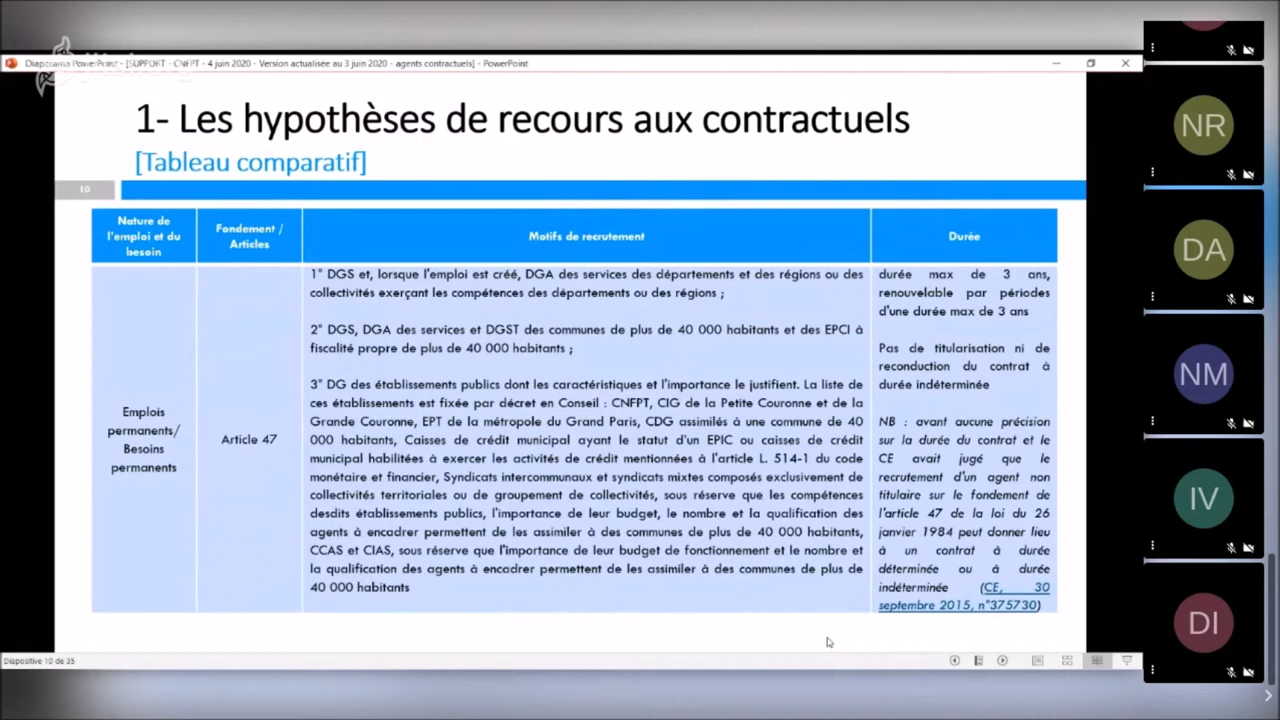 Diaporama PowerPoint - [SUPPORT - CNFPT - 4 juin 2020 - Version actualisée au 3 juin 2020 - agents contractuels] - PowerPoint
1- Les hypothèses de recours aux contractuels
[Tableau comparatif]
10
Nature de
l'emploi et du
besoin
Fondement /
Articles
Motifs de recrutement
Durée
Emplois
permanents/
Besoins
permanents
Article 47
1° DGS et, lorsque l'emploi est créé, DGA des services des départements et des régions ou des
collectivités exerçant les compétences des départements ou des régions ;
2° DGS, DGA des services et DGST des communes de plus de 40 000 habitants et des EPCI à
fiscalité propre de plus de 40 000 habitants ;
3° DG des établissements publics dont les caractéristiques et l'importance le justifient. La liste de
ces établissements est fixée par décret en Conseil : CNFPT, CIG de la Petite Couronne et de la
Grande Couronne, EPT de la métropole du Grand Paris, CDG assimilés à une commune de 40
000 habitants, Caisses de crédit municipal ayant le statut d'un EPIC ou caisses de crédit
municipal habilitées à exercer les activités de crédit mentionnées à l'article L. 514-1 du code
monétaire et financier, Syndicats intercommunaux et syndicats mixtes composés exclusivement de
collectivités territoriales ou de groupement de collectivités, sous réserve que les compétences
desdits établissements publics, l'importance de leur budget, le nombre et la qualification des
agents à encadrer permettent de les assimiler à des communes de plus de 40 000 habitants,
CCAS et CIAS, sous réserve que l'importance de leur budget de fonctionnement et le nombre et
la qualification des agents à encadrer permettent de les assimiler à des communes de plus de
40 000 habitants
durée max de 3 ans,
renouvelable par périodes
d'une durée max de 3 ans
Pas de titularisation ni de
reconduction du contrat à
durée indéterminée
NB : avant aucune précision
sur la durée du contrat et le
CE avait jugé que le
recrutement d'un agent non
titulaire sur le fondement de
l'article 47 de la loi du 26
janvier 1984 peut donner lieu
à un contrat à durée
déterminée ou à durée
indéterminée (CE, 30
septembre 2015, n°375730)
Diapositive 10 de 35
NR
DA
NM
IV
DI